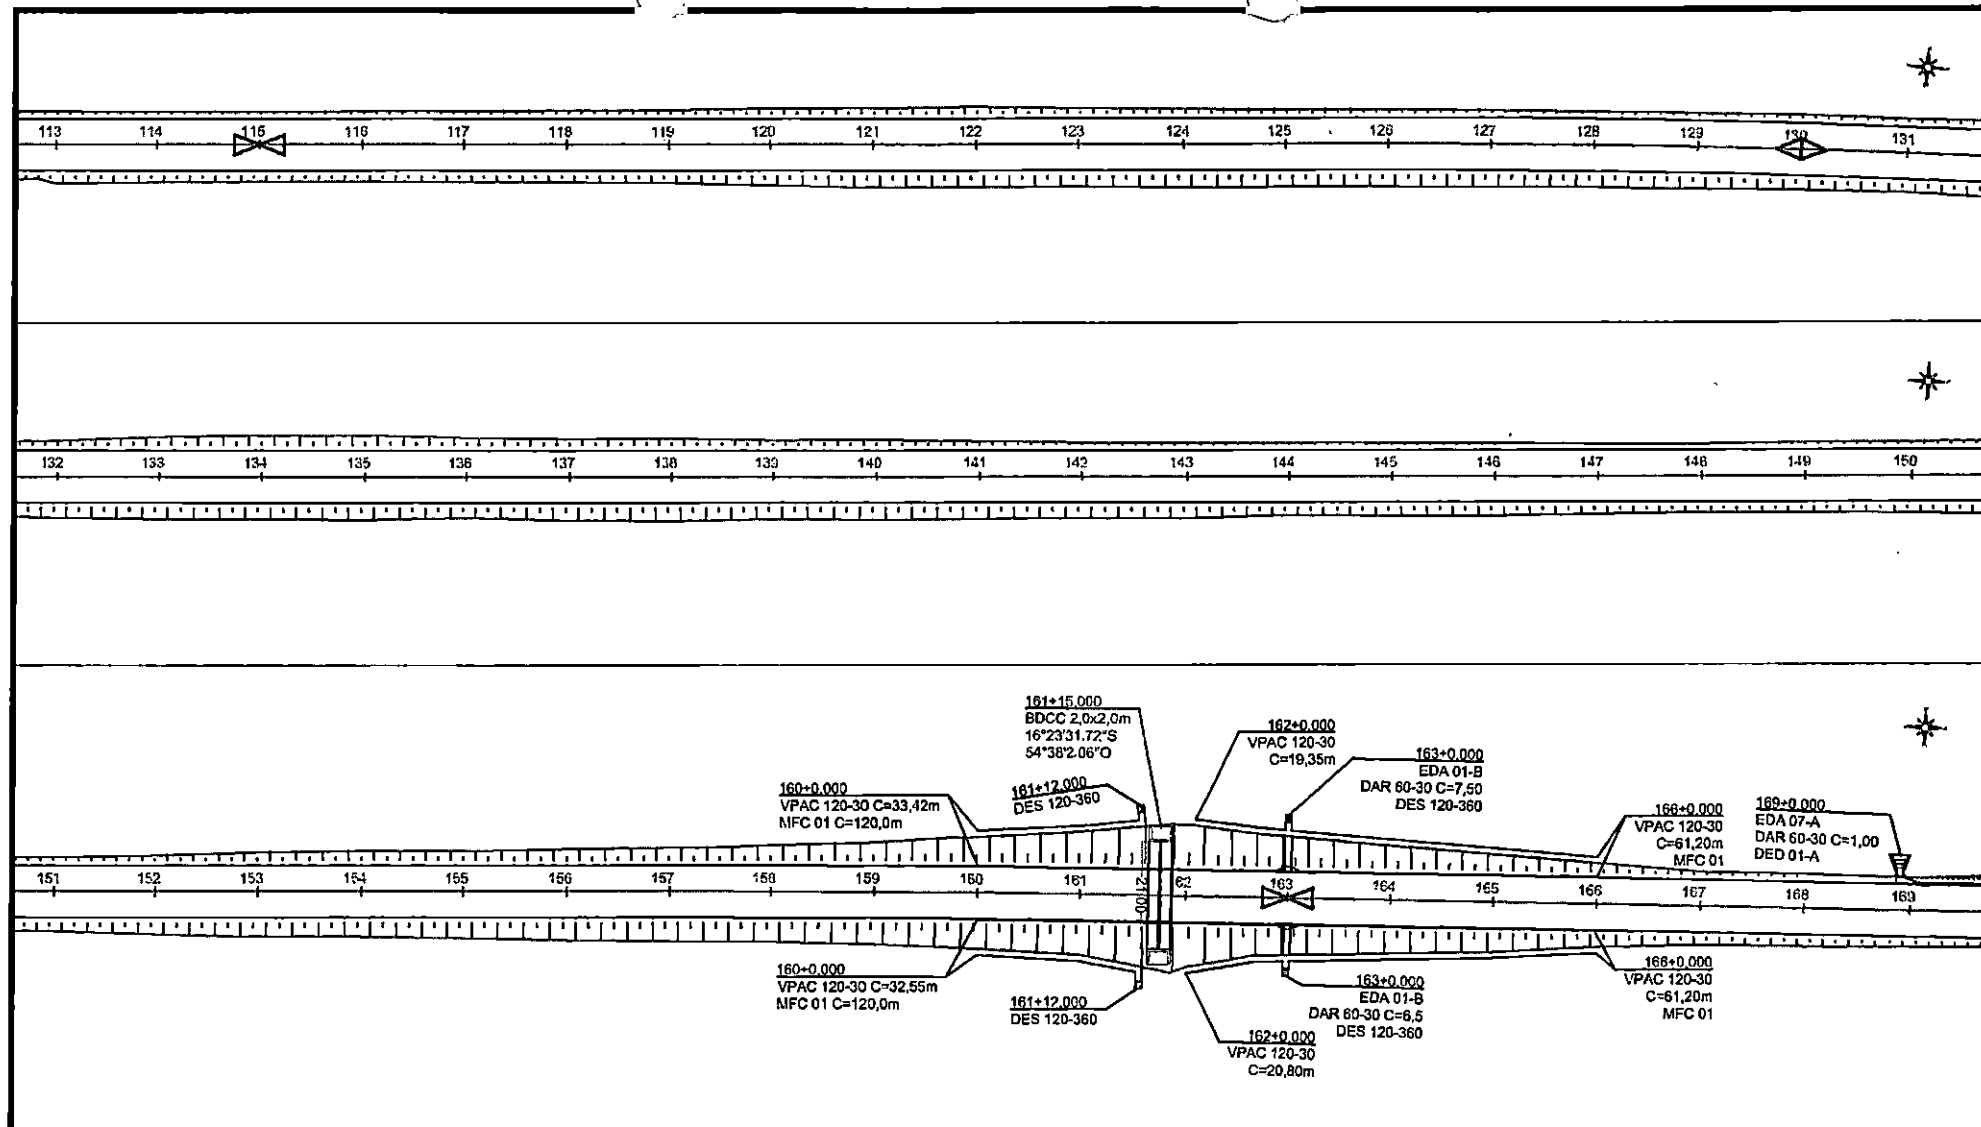 113 114 115 116 117 118 119 120 121 122 123 124 125 126 127 128 129 130 131
132 133 134 135 136 137 138 139 140 141 142 143 144 145 146 147 148 149 150
161+15.000
BDCC 2,0x2,0m
16°23'31.72"S
54°38'2.06"O
162+0.000
VPAC 120-30
C=19,35m
163+0.000
EDA 01-B
DAR 60-30 C=7,50
DES 120-360
161+12.000
DES 120-360
160+0.000
VPAC 120-30 C=33,42m
MFC 01 C=120,0m
166+0.000
VPAC 120-30
C=61,20m
MFC 01
169+0.000
EDA 07-A
DAR 60-30 C=1,00
DED 01-A
151 152 153 154 155 156 157 158 159 160 161 62 163 164 165 166 167 168 169
21.00
160+0.000
VPAC 120-30 C=32,55m
MFC 01 C=120,0m
161+12.000
DES 120-360
163+0.000
EDA 01-B
DAR 60-30 C=6,5
DES 120-360
166+0.000
VPAC 120-30
C=61,20m
MFC 01
162+0.000
VPAC 120-30
C=20,80m